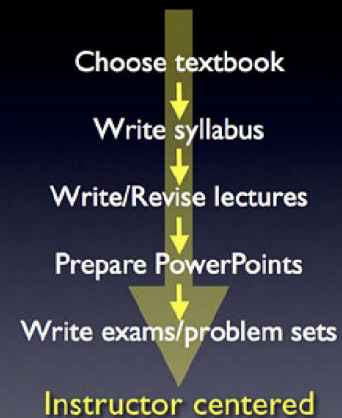 Choose textbook
Write syllabus
Write/Revise lectures
Prepare PowerPoints
Write exams/problem sets
Instructor centered